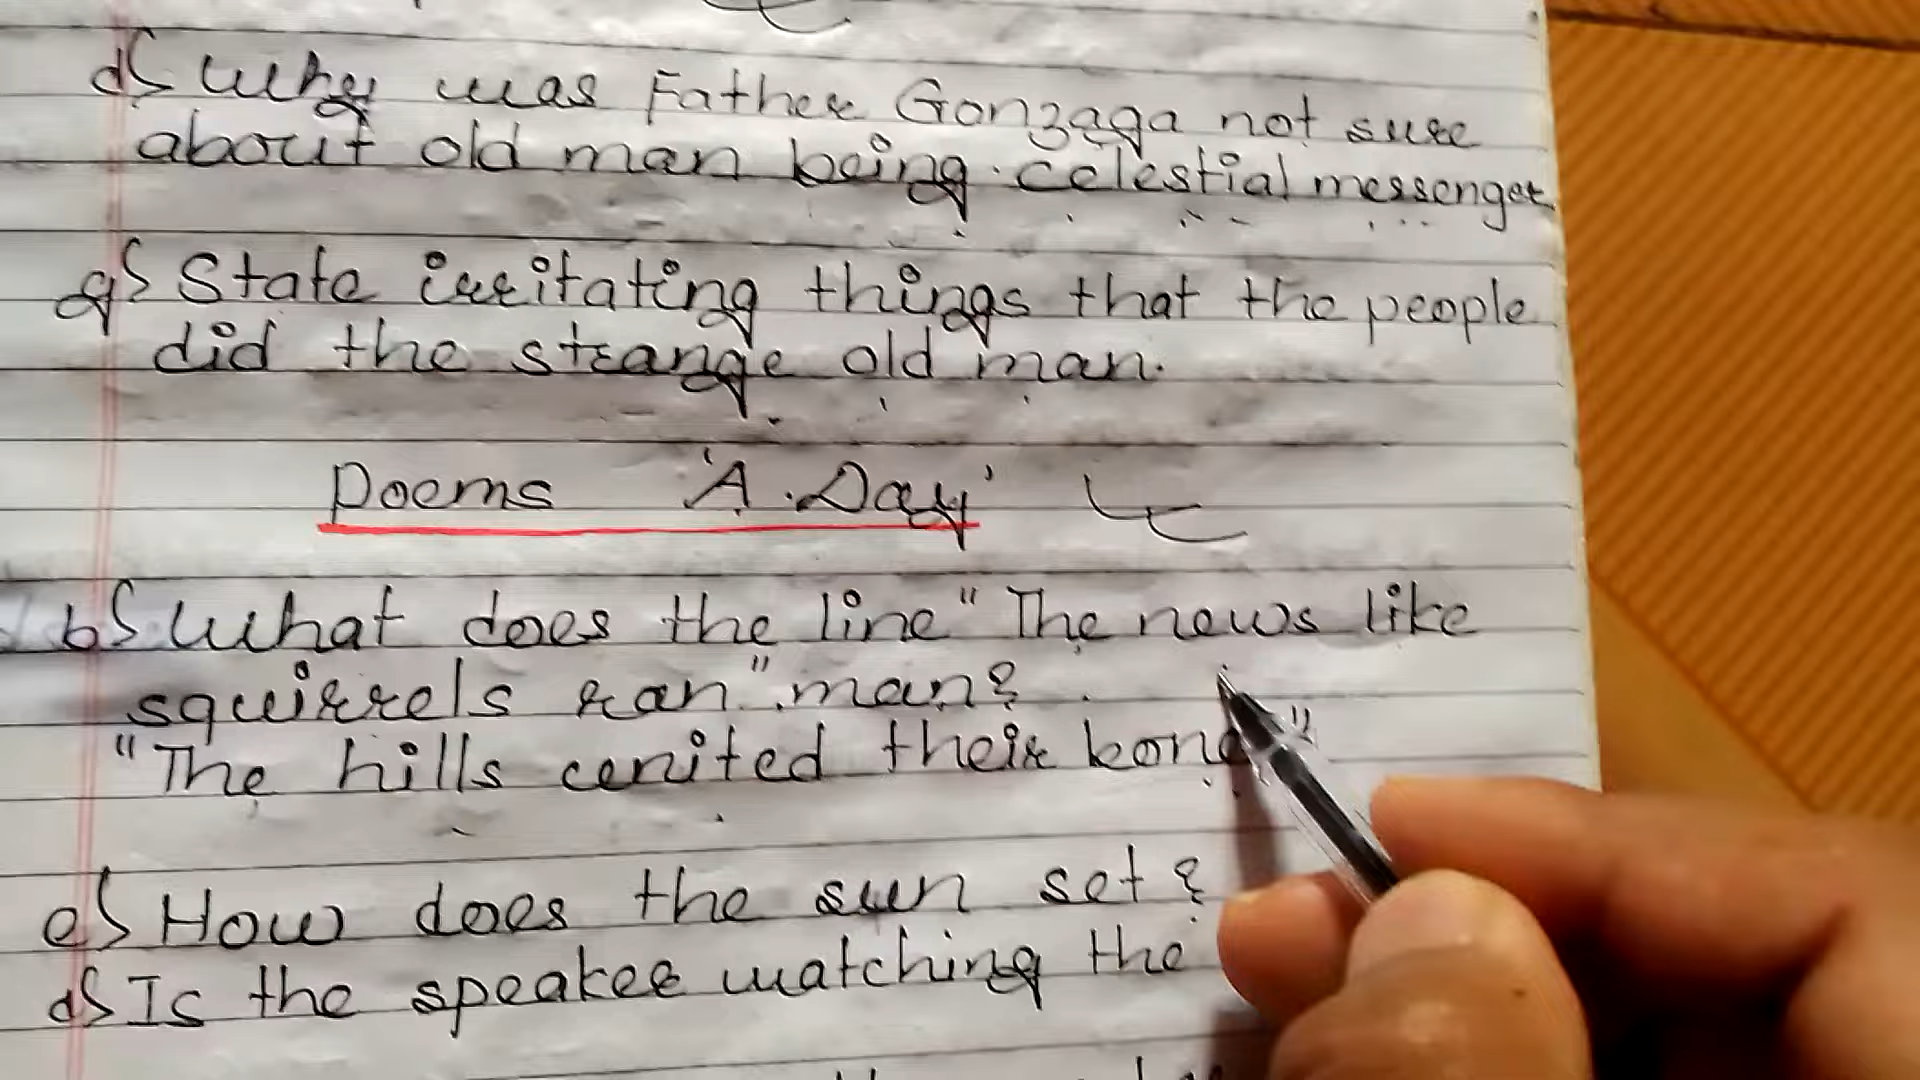 d) Why was Father Gonzaga not sure
about old man being celestial messenger
g) State irritating things that the people
did the strange old man.
Poems 'A Day'
b) What does the line "The news like
squirrels ran" man?
"The hills cenited their bon
e) How does the sun set?
d) Is the speaker watching the